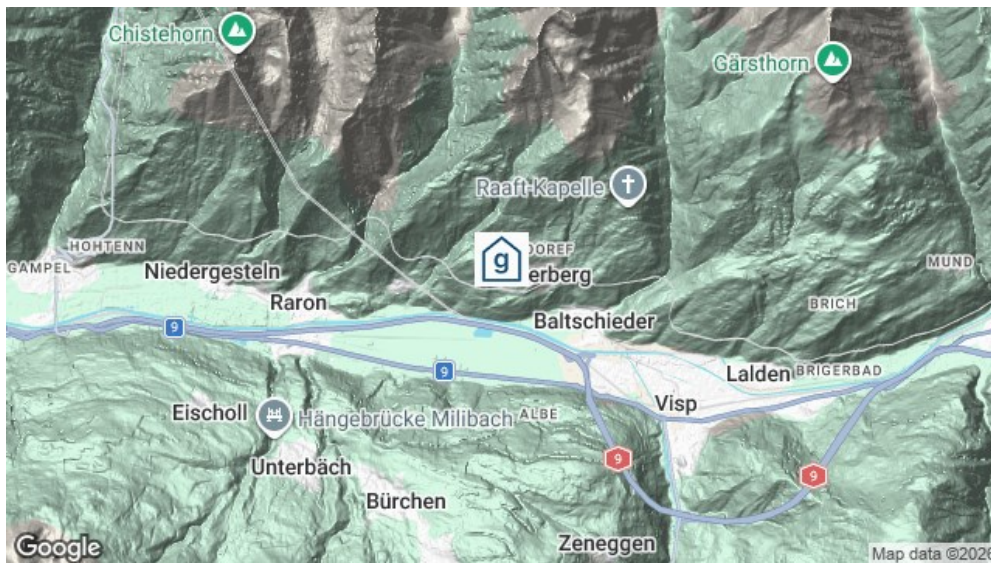 Chistehorn
Gärsthorn
Raaft-Kapelle
HOHTENN
DOREF
g
erberg
MUND
GAMPEL
Niedergesteln
BRICH
Raron
Baltschieder
9
9
Lalden
BRIGERBAD
Visp
Eischoll
Hängebrücke Milibach
ALBE
Unterbäch
9
9
Bürchen
Zeneggen
Google
Map data ©2026